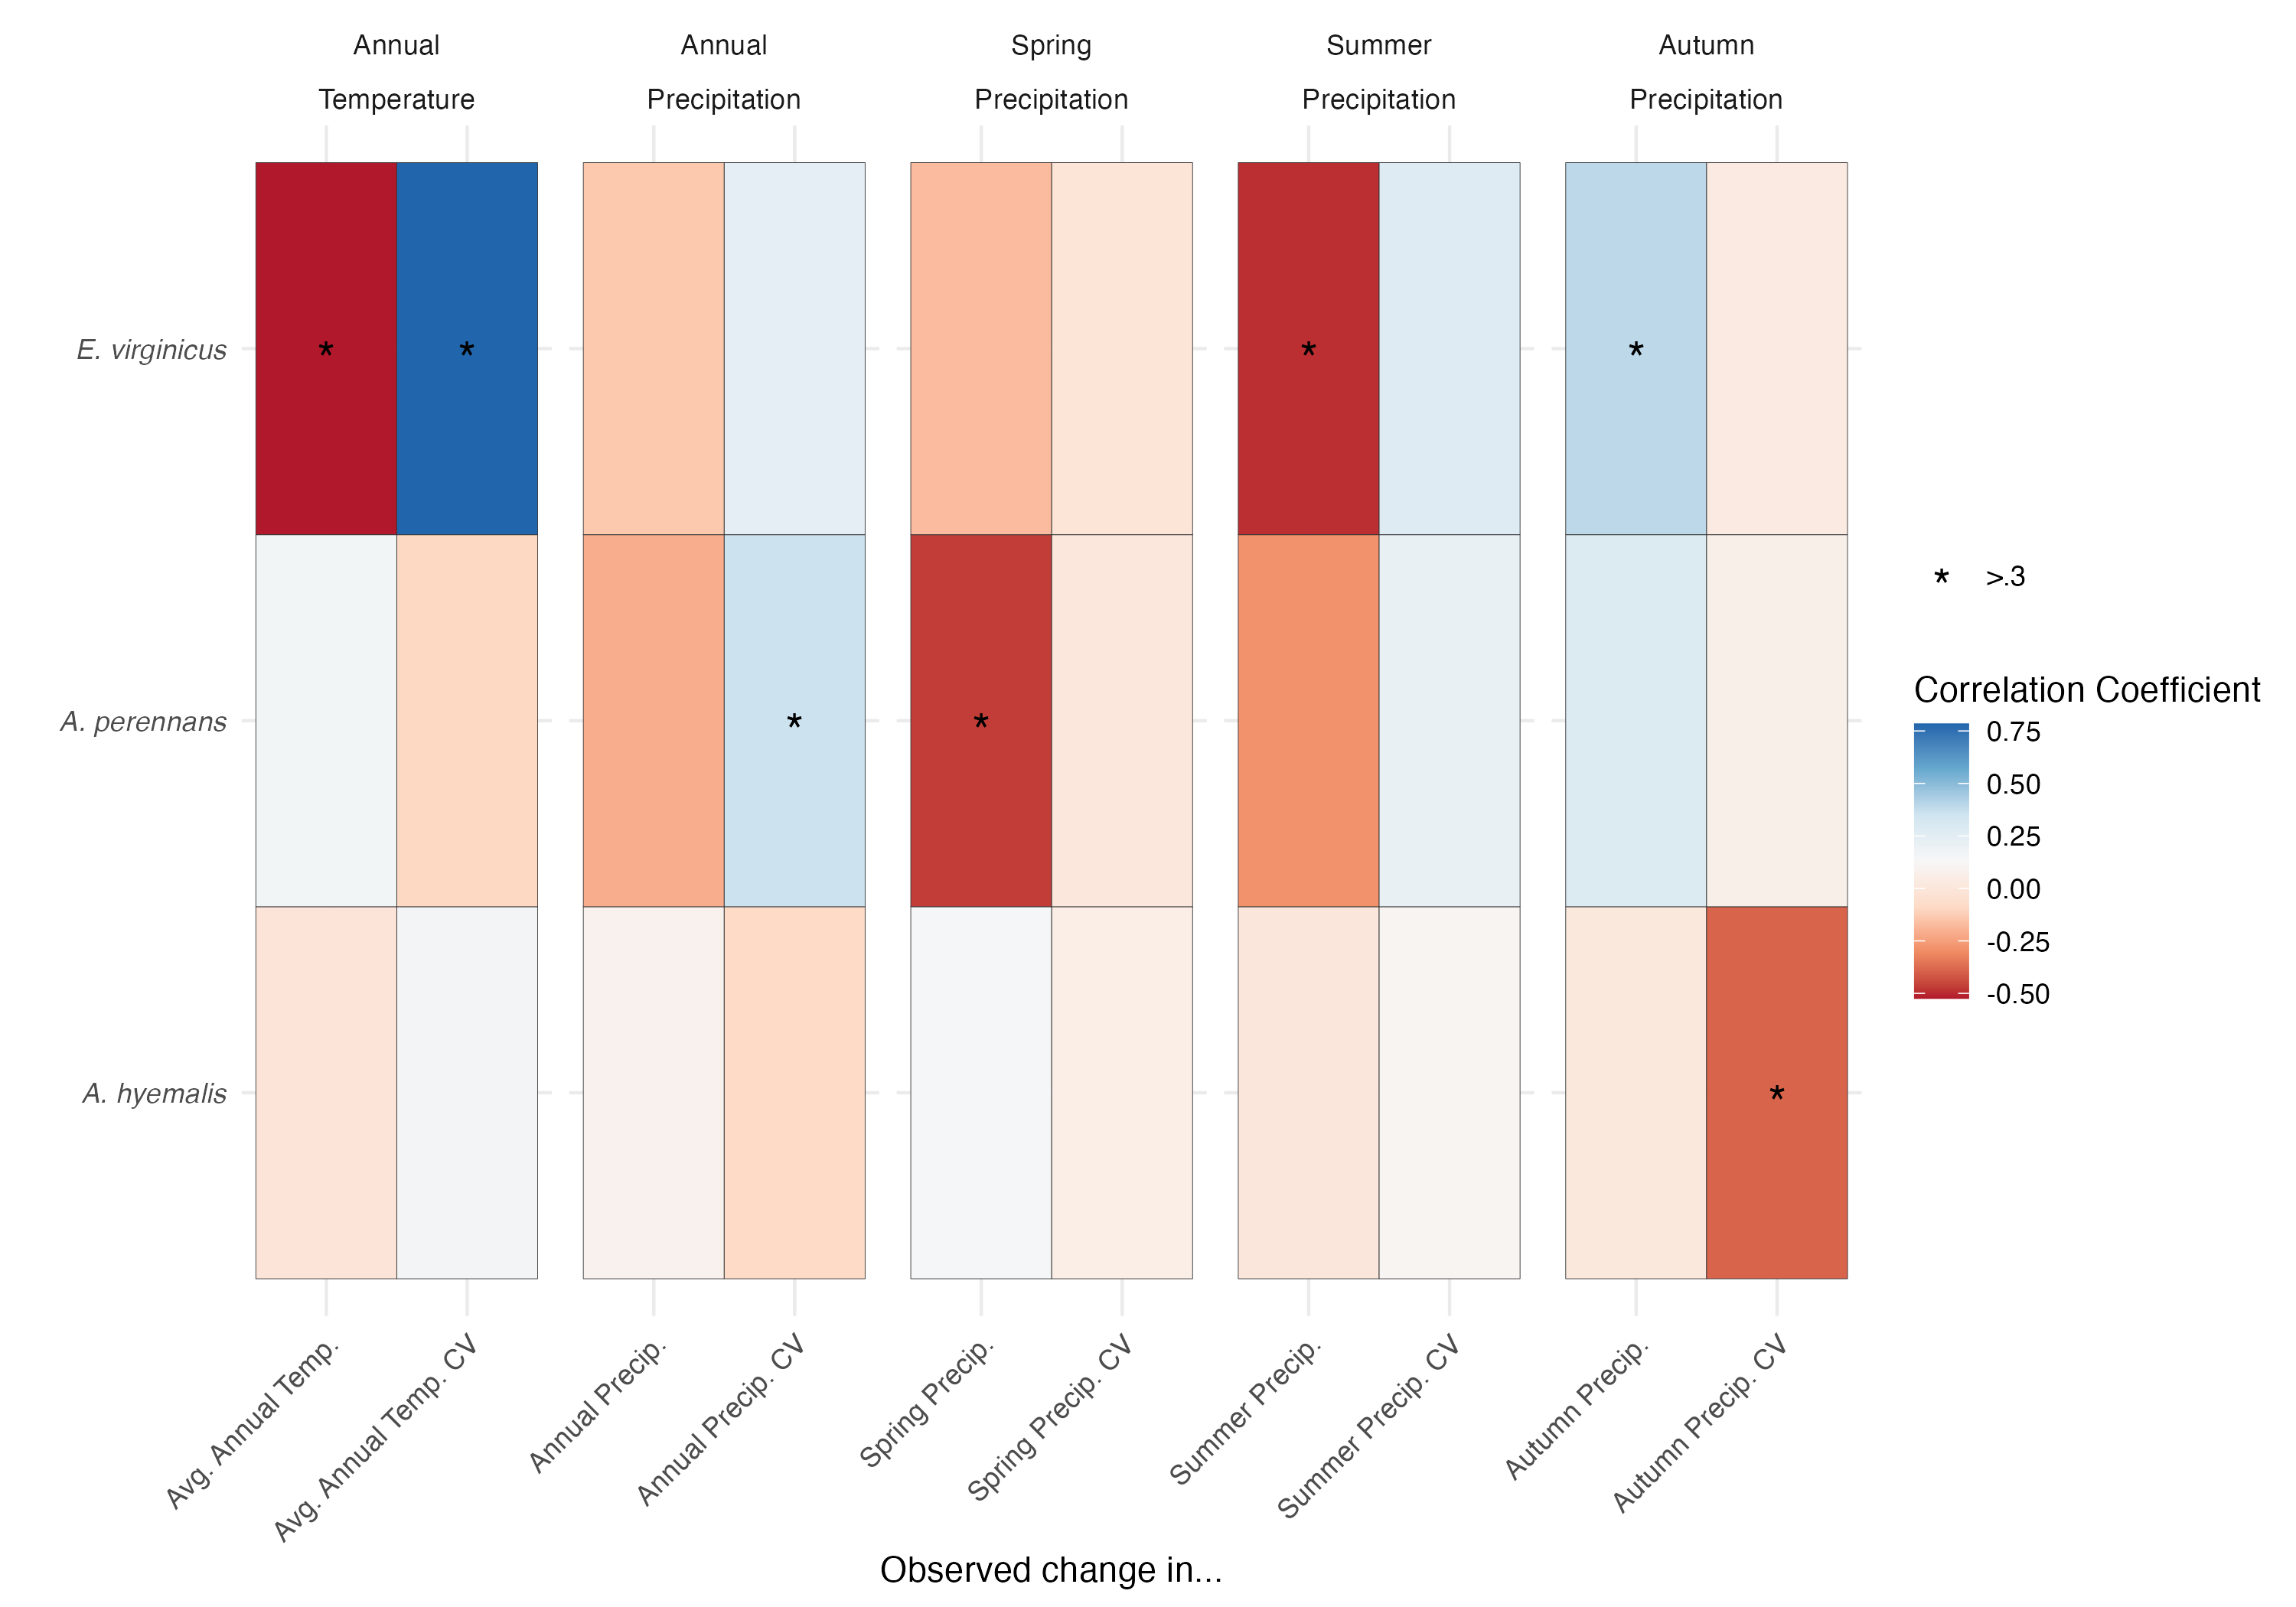 Annual
Temperature
Annual
Precipitation
Spring
Precipitation
Summer
Precipitation
Autumn
Precipitation
E. virginicus
* * * *
A. perennans
* *
A. hyemalis
*
* >.3
Correlation Coefficient
0.75
0.50
0.25
0.00
-0.25
-0.50
Avg. Annual Temp.
Avg. Annual Temp. CV
Annual Precip.
Annual Precip. CV
Spring Precip.
Spring Precip. CV
Summer Precip.
Summer Precip. CV
Autumn Precip.
Autumn Precip. CV
Observed change in...